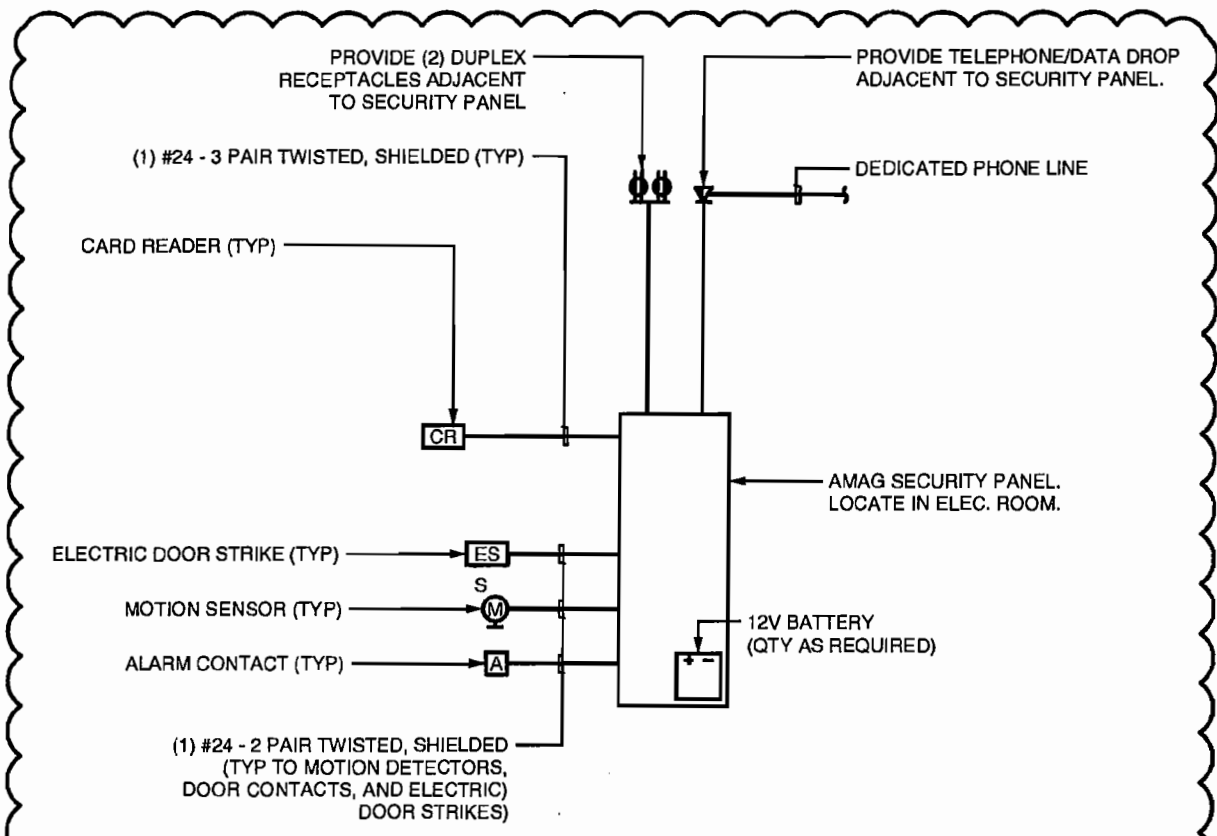 PROVIDE (2) DUPLEX
RECEPTACLES ADJACENT
TO SECURITY PANEL
PROVIDE TELEPHONE/DATA DROP
ADJACENT TO SECURITY PANEL.
(1) #24 - 3 PAIR TWISTED, SHIELDED (TYP)
DEDICATED PHONE LINE
CARD READER (TYP)
CR
AMAG SECURITY PANEL.
LOCATE IN ELEC. ROOM.
ELECTRIC DOOR STRIKE (TYP)
ES
S
MOTION SENSOR (TYP)
M
12V BATTERY
(QTY AS REQUIRED)
ALARM CONTACT (TYP)
A
+ -
(1) #24 - 2 PAIR TWISTED, SHIELDED
(TYP TO MOTION DETECTORS,
DOOR CONTACTS, AND ELECTRIC)
DOOR STRIKES)